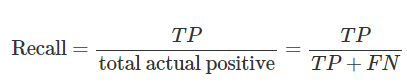 Recall = TP / total actual positive = TP / TP + FN